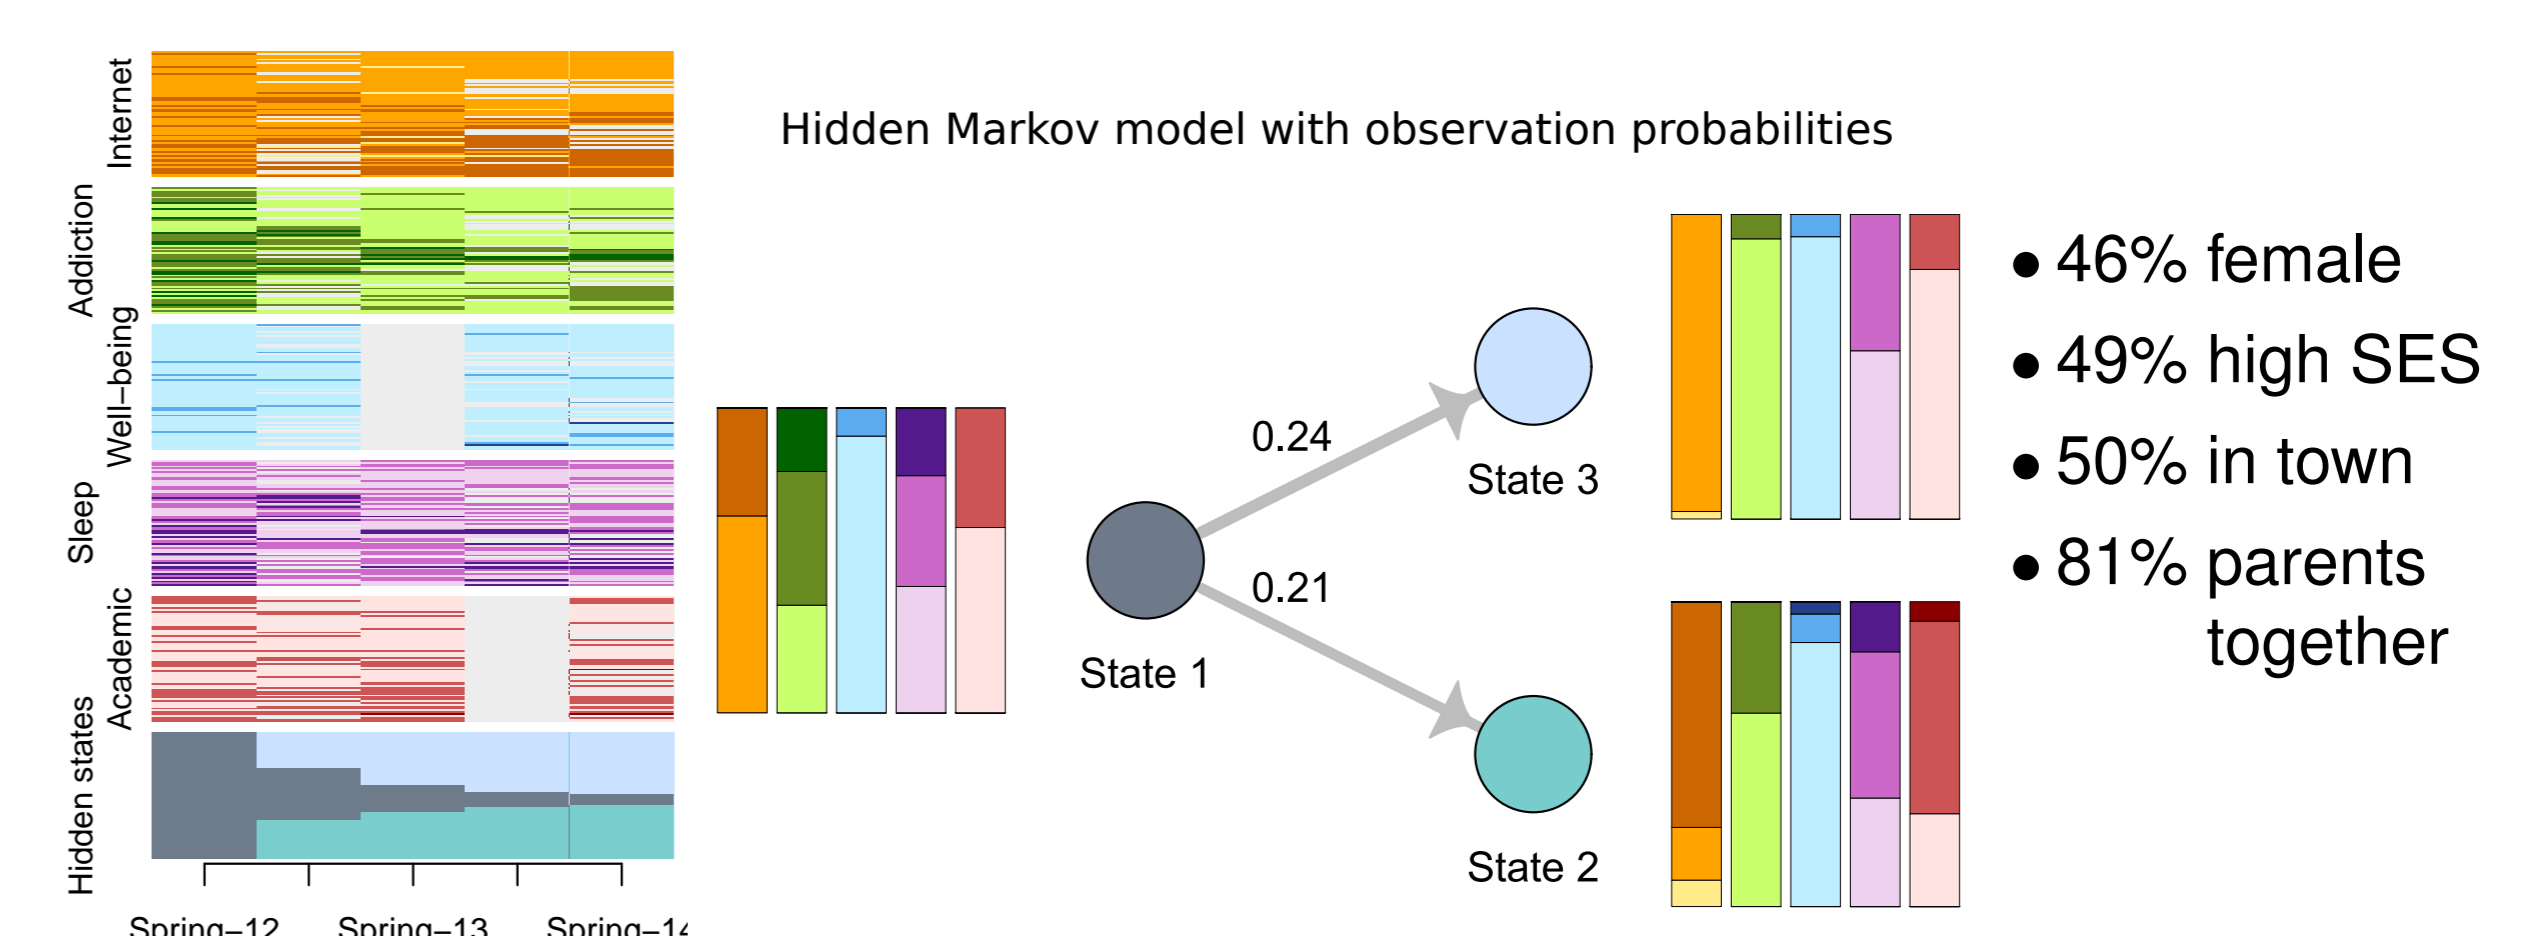 Hidden Markov model with observation probabilities
Internet
Addiction
Well–being
Sleep
Academic
Hidden states
Spring–12
Spring–13
Spring–14
0.24
0.21
State 1
State 3
State 2
• 46% female
• 49% high SES
• 50% in town
• 81% parents
together